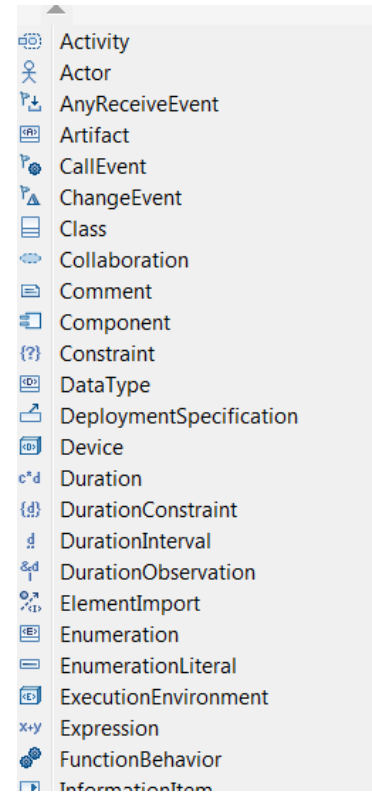 Activity
Actor
AnyReceiveEvent
Artifact
CallEvent
ChangeEvent
Class
Collaboration
Comment
Component
{?} Constraint
DataType
DeploymentSpecification
Device
c*d Duration
{d} DurationConstraint
d DurationInterval
&d DurationObservation
ElementImport
Enumeration
EnumerationLiteral
ExecutionEnvironment
x+y Expression
FunctionBehavior
InformationItem